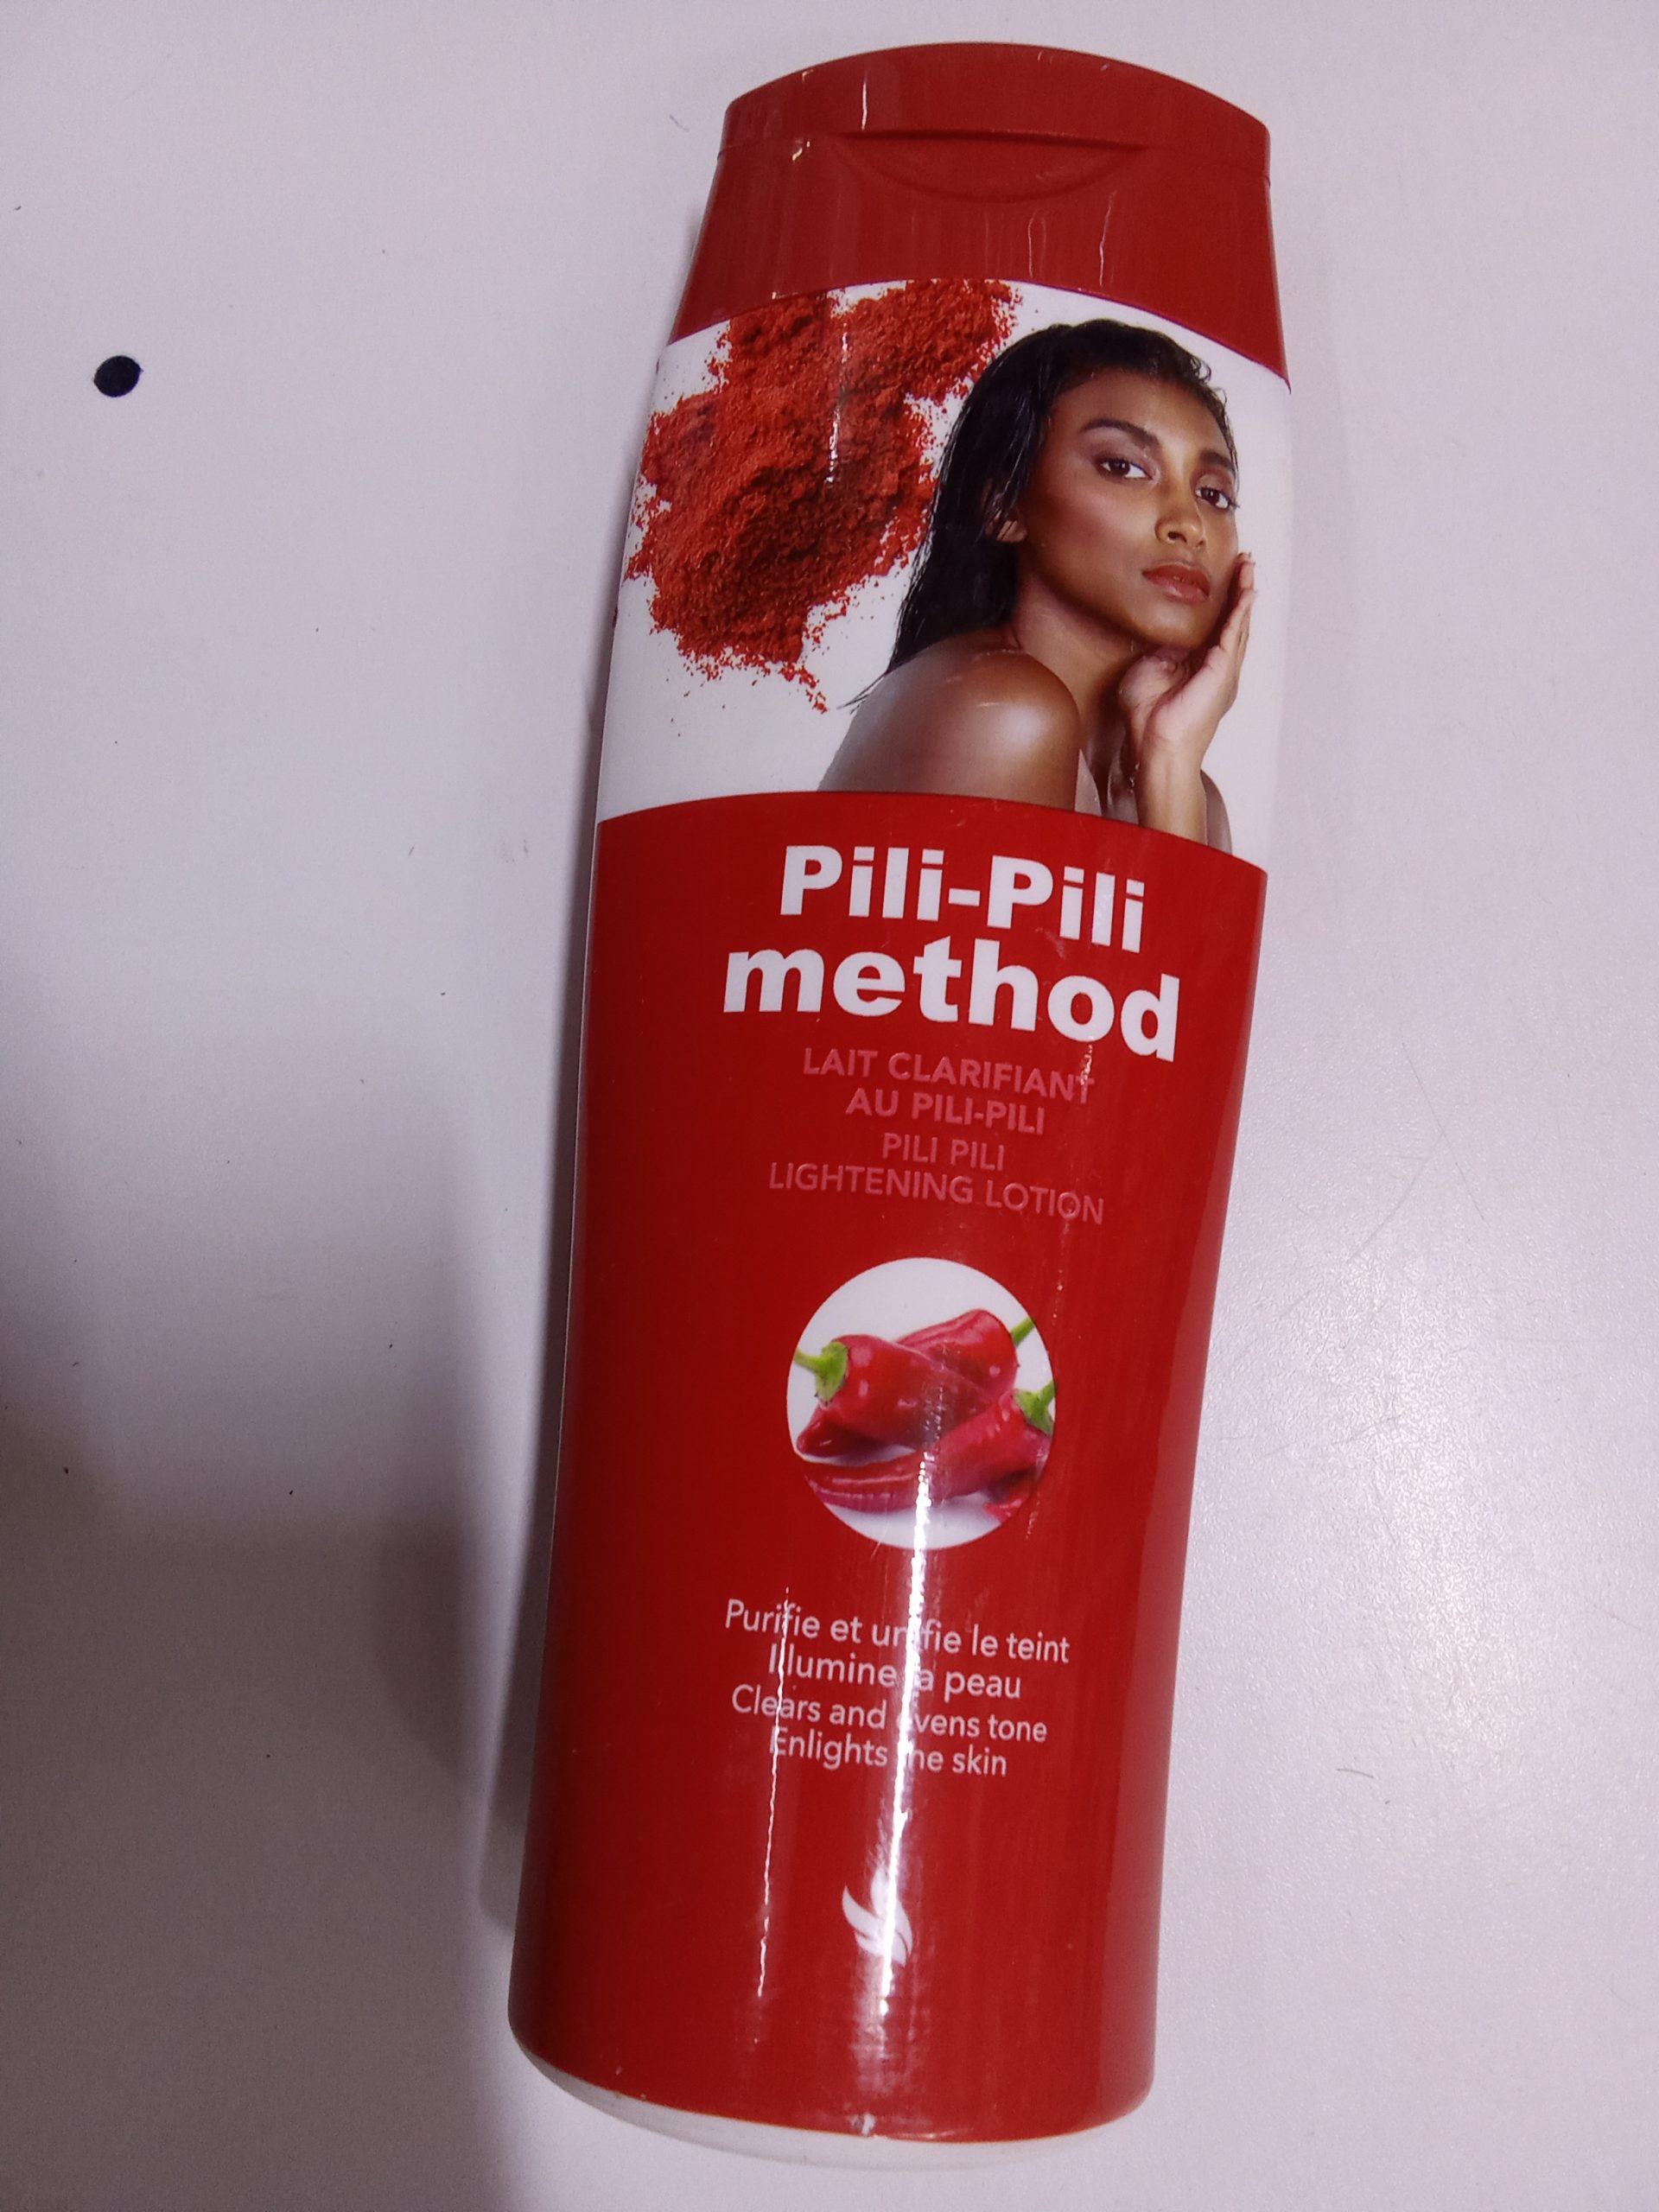 Pili-Pili
method
LAIT CLARIFIANT
AU PILI-PILI
PILI PILI
LIGHTENING LOTION
Purifie et unifie le teint
Illumine la peau
Clears and evens tone
Enlights the skin